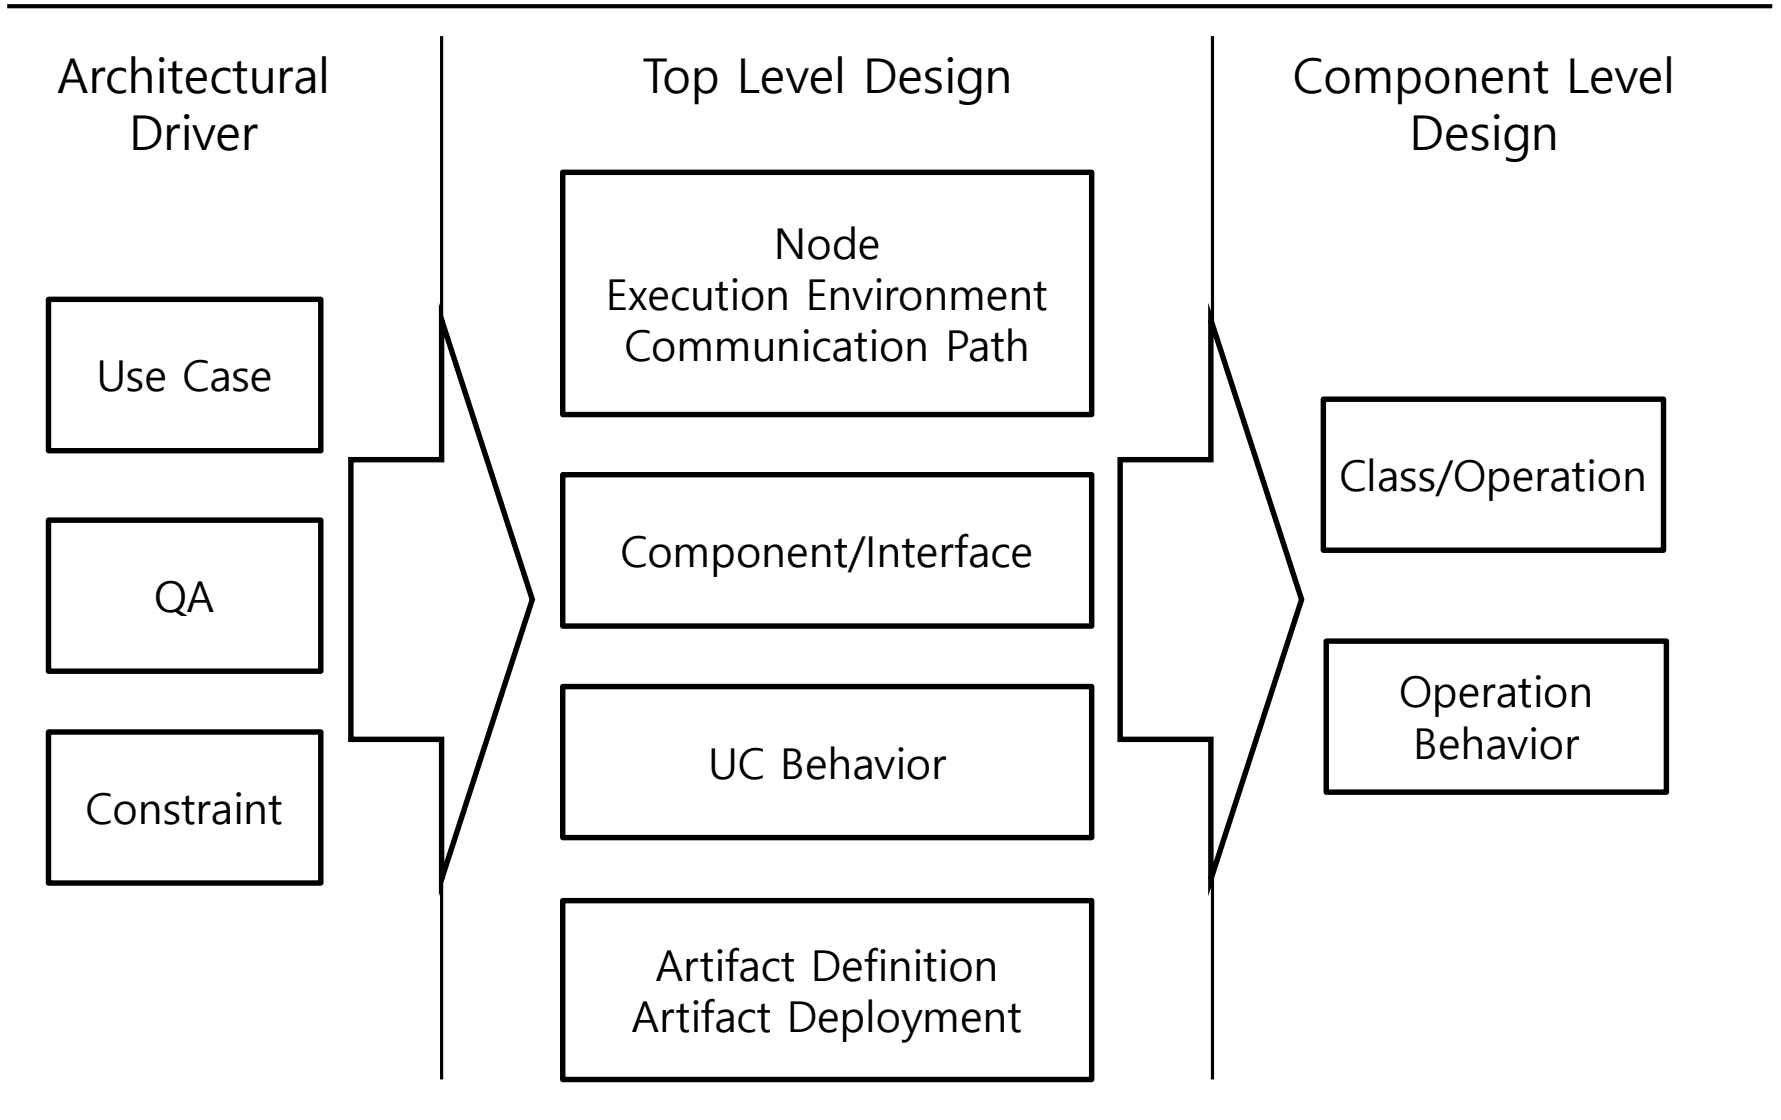 Architectural
Driver
Use Case
QA
Constraint
Top Level Design
Node
Execution Environment
Communication Path
Component/Interface
UC Behavior
Artifact Definition
Artifact Deployment
Component Level
Design
Class/Operation
Operation
Behavior